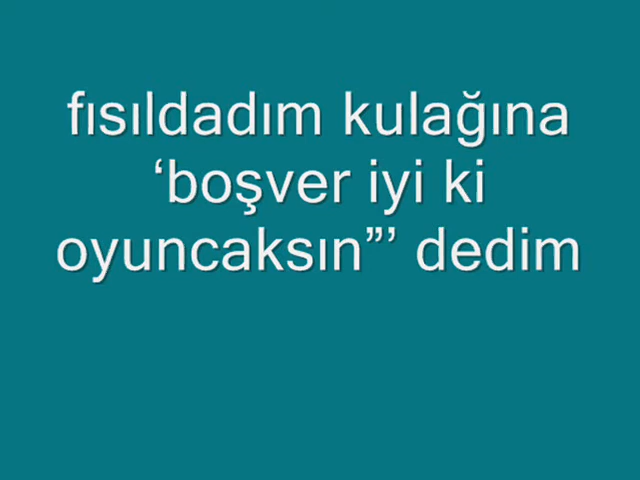 fısıldadım kulağına
‘boşver iyi ki
oyuncaksın”’ dedim